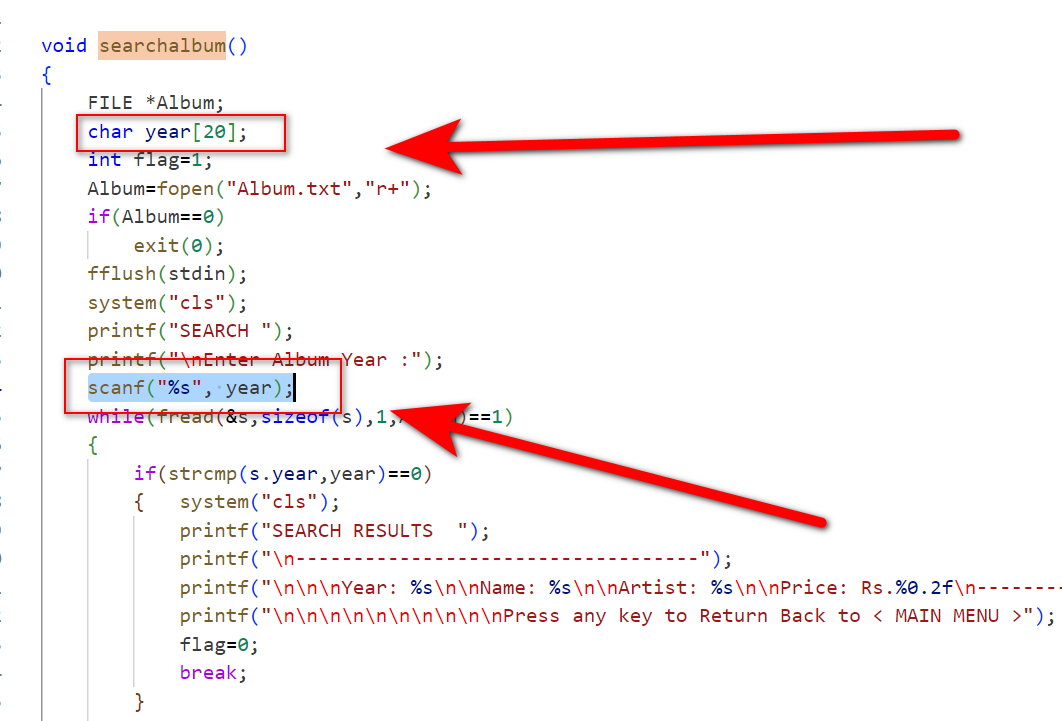 void searchalbum()
{
FILE *Album;
char year[20];
int flag=1;
Album=fopen("Album.txt","r+");
if(Album==0)
exit(0);
fflush(stdin);
system("cls");
printf("SEARCH ");
printf("\nEnter Album Year :");
scanf("%s", year);
while(fread(&s,sizeof(s),1, )==1)
{
if(strcmp(s.year,year)==0)
{ system("cls");
printf("SEARCH RESULTS  ");
printf("\n-----------------------------------");
printf("\n\n\nYear: %s\n\nName: %s\n\nArtist: %s\n\nPrice: Rs.%0.2f\n--------
printf("\n\n\n\n\n\n\n\n\nPress any key to Return Back to < MAIN MENU >");
flag=0;
break;
}